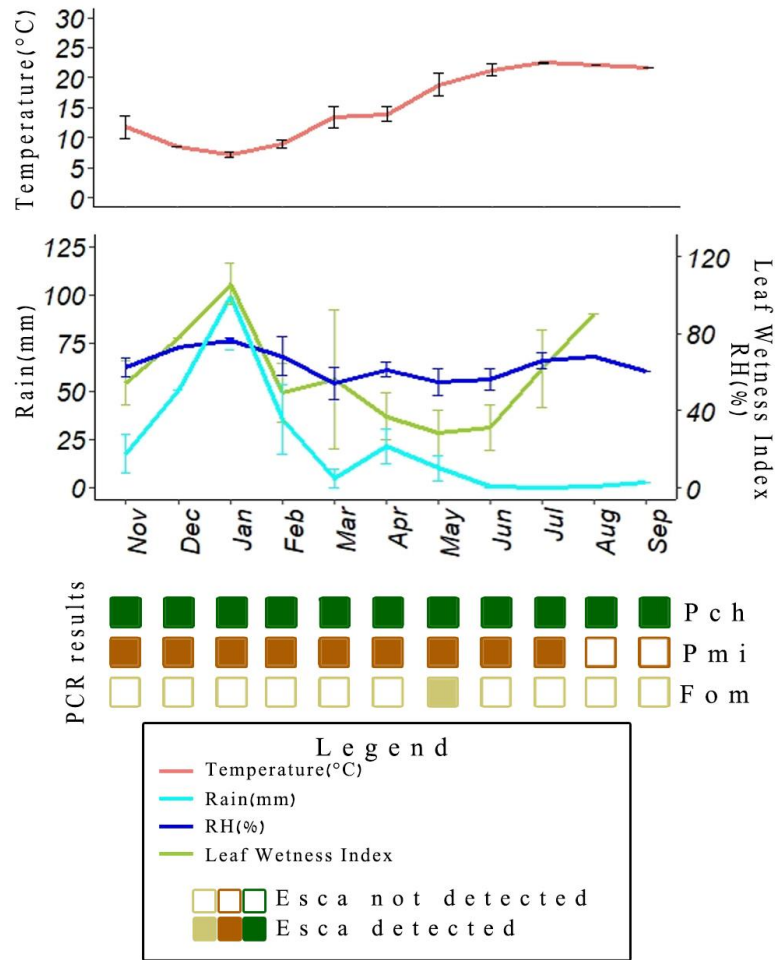 Temperature(°C)
30
25
20
15
10
5
0
Rain(mm)
125
100
75
50
25
0
120
80
40
0
Leaf Wetness Index
RH(%)
Nov
Dec
Jan
Feb
Mar
Apr
May
Jun
Jul
Aug
Sep
PCR results
Pch
Pmi
Fom
Legend
Temperature(°C)
Rain(mm)
RH(%)
Leaf Wetness Index
Esca not detected
Esca detected